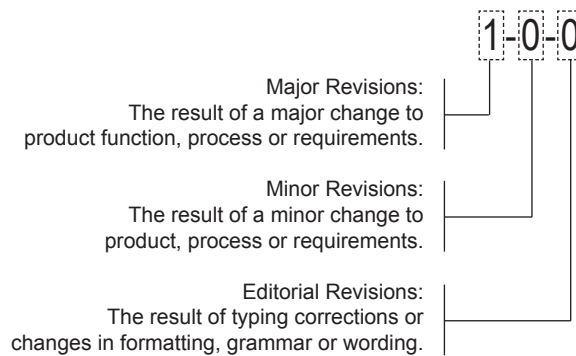 1-0-0
Major Revisions:
The result of a major change to
product function, process or requirements.
Minor Revisions:
The result of a minor change to
product, process or requirements.
Editorial Revisions:
The result of typing corrections or
changes in formatting, grammar or wording.